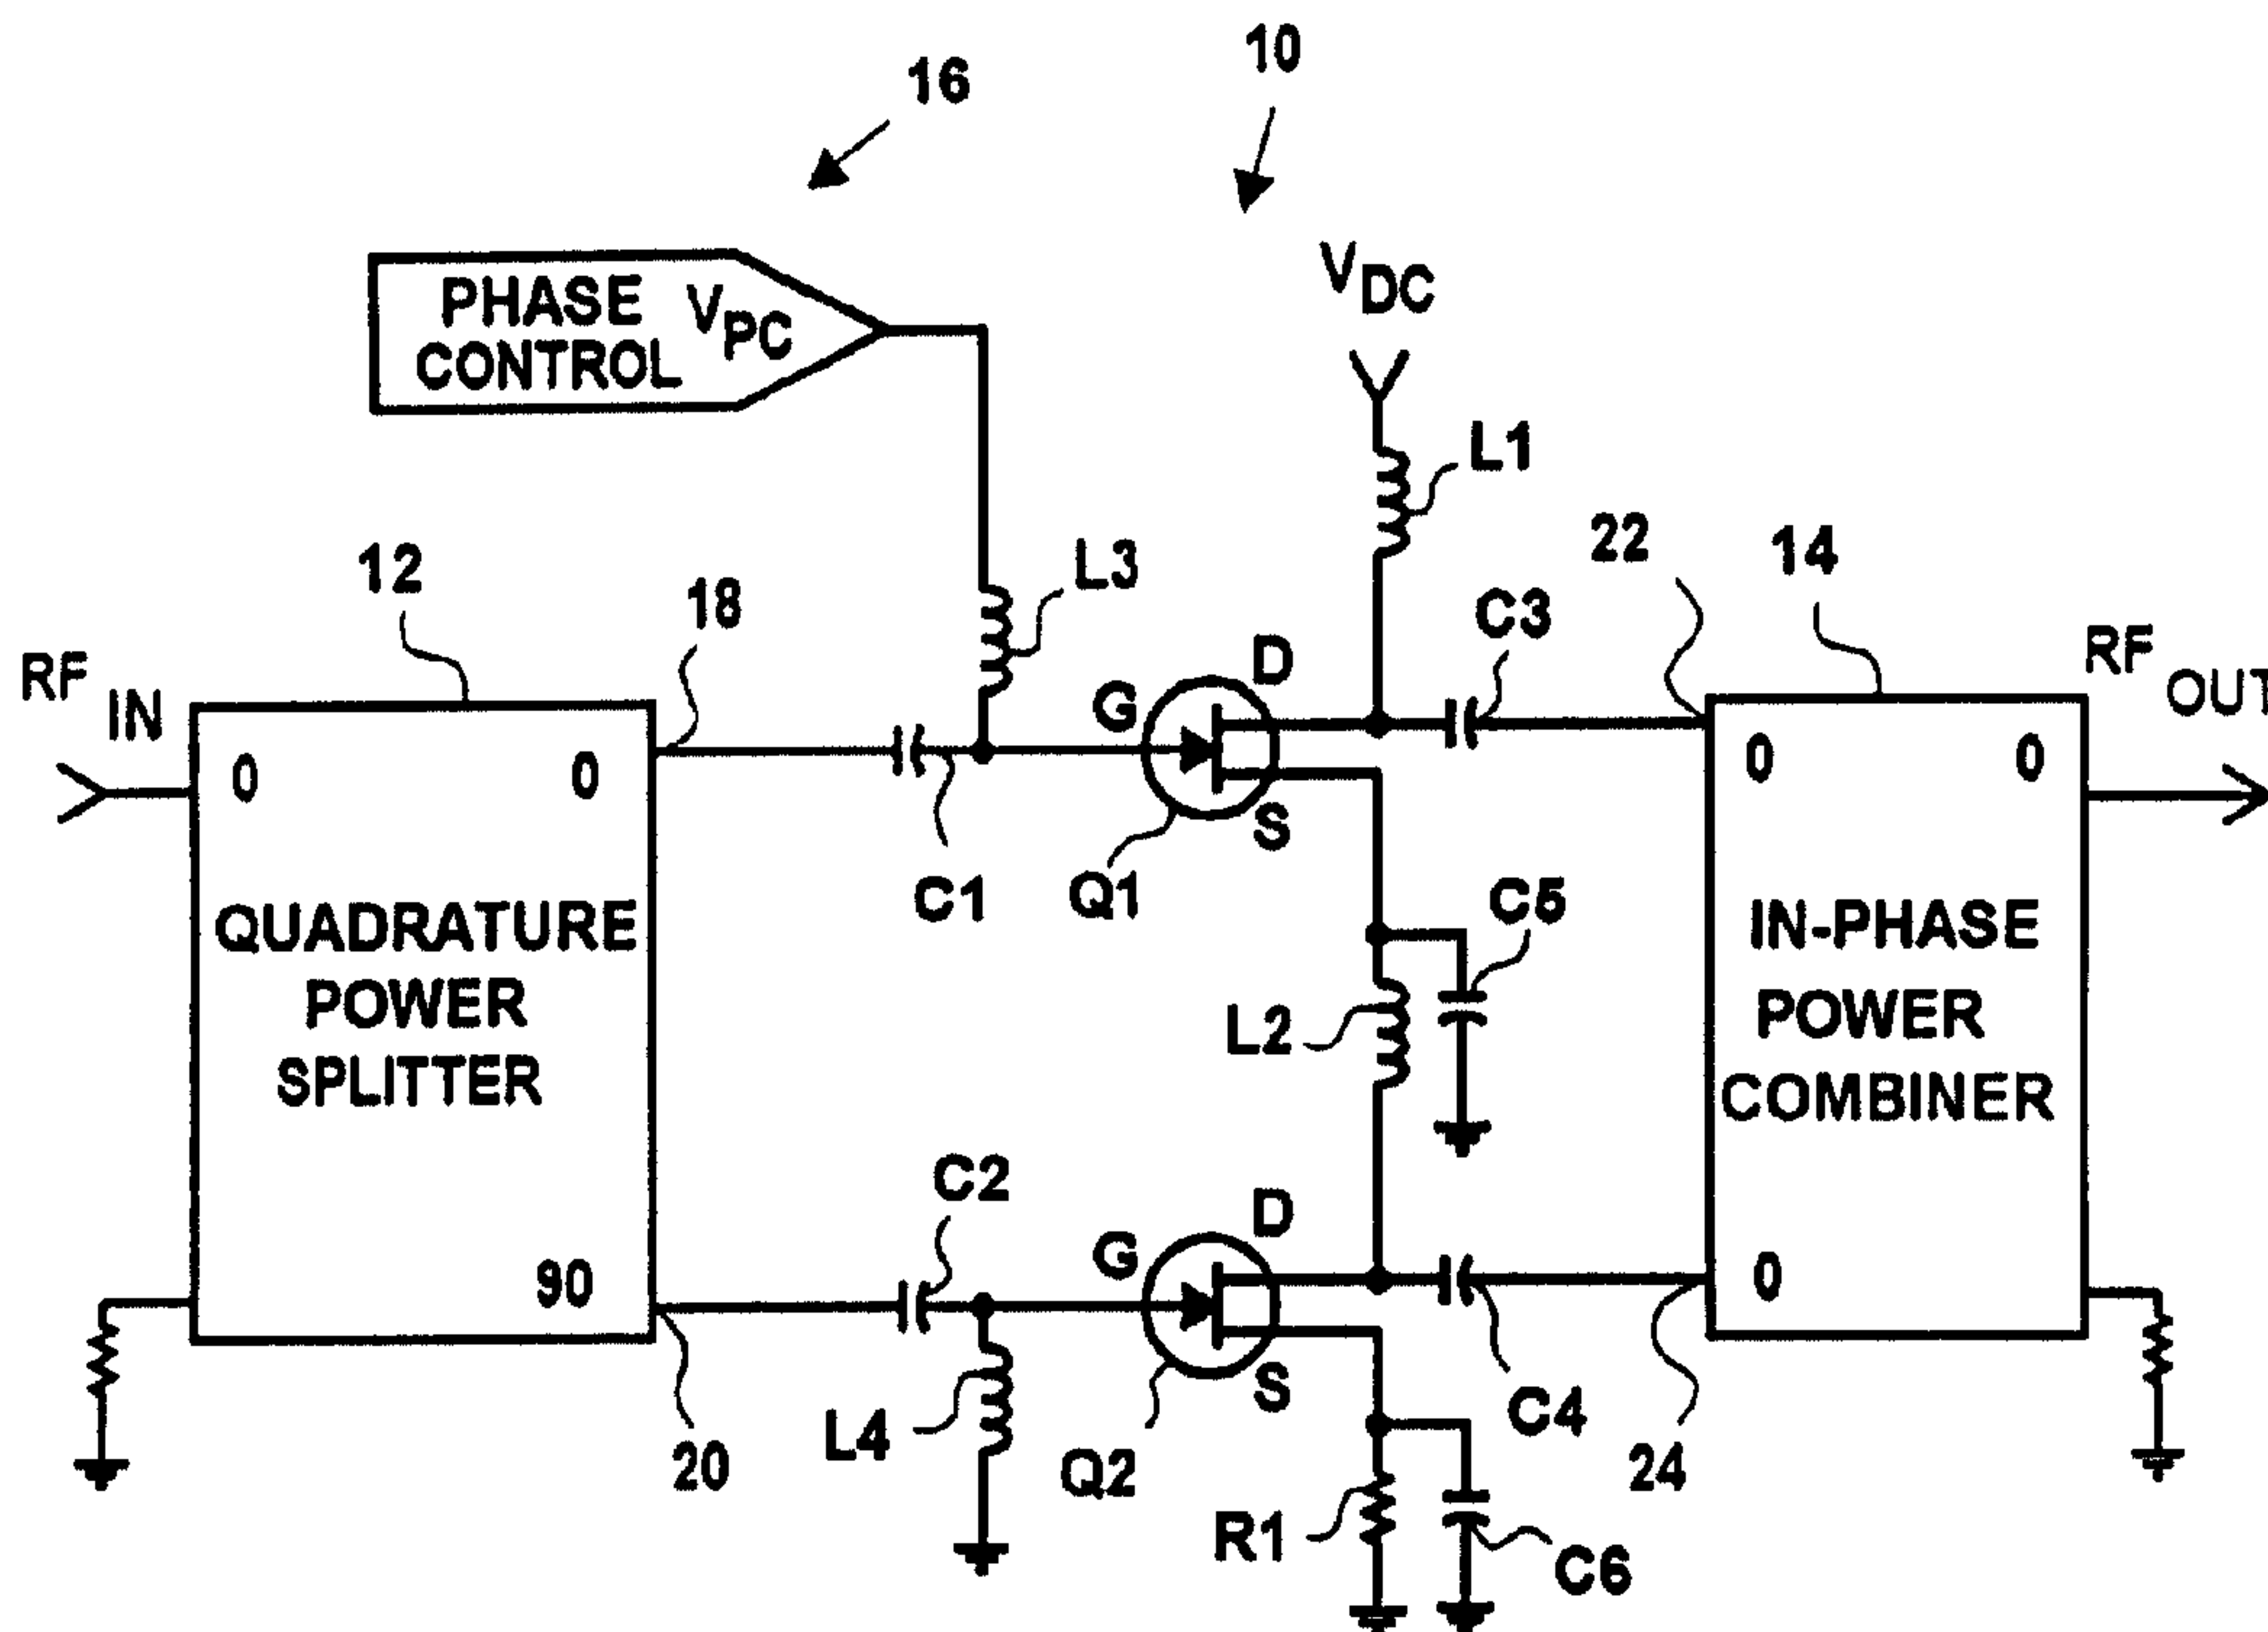 10
16
V DC
PHASE V PC
CONTROL
L1
22
14
12
18
L3
C3
RF IN
D
G
RF OUT
0
0
0
0
S
C1
Q1
C5
QUADRATURE
POWER
SPLITTER
IN-PHASE
POWER
COMBINER
L2
C2
D
G
90
0
S
L4
20
Q2
C4
24
R1
C6